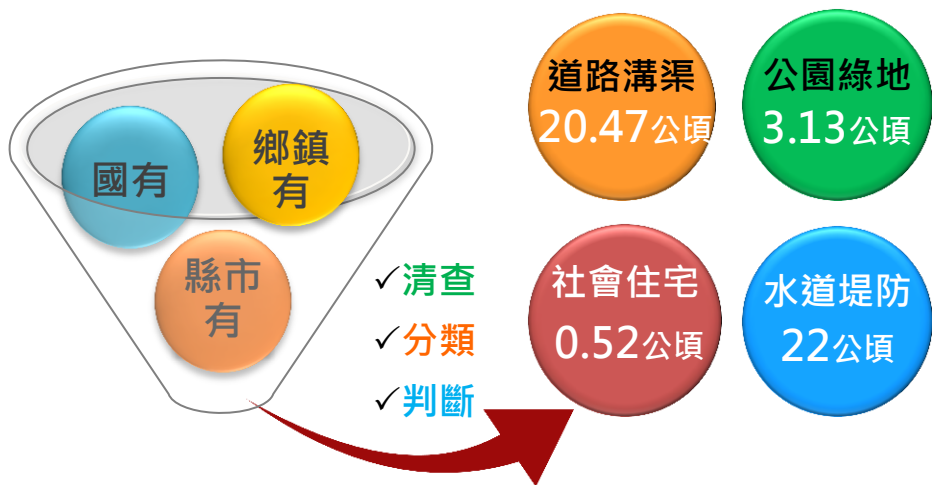 國有
鄉鎮
有
縣市
有
✓清查
✓分類
✓判斷
道路溝渠
20.47公頃
公園綠地
3.13公頃
社會住宅
0.52公頃
水道堤防
22公頃